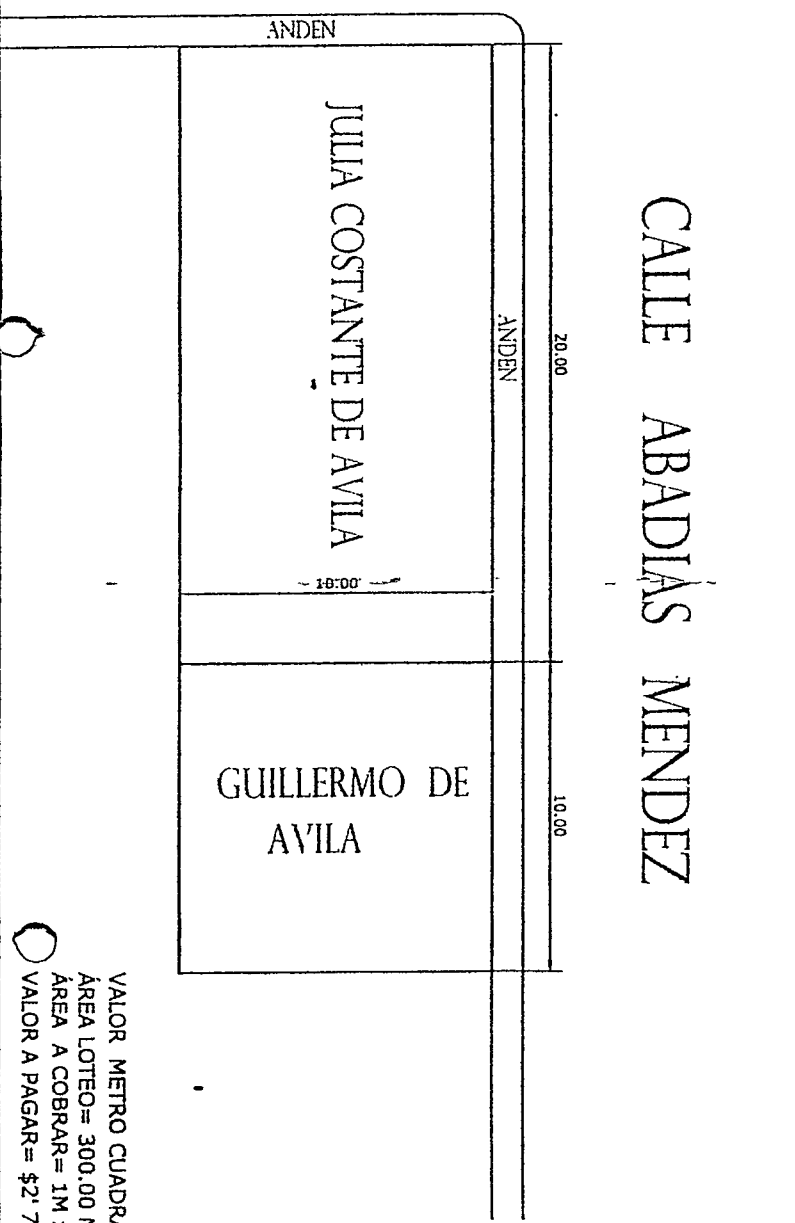 ANDEN
CALLE ABADIAS MENDEZ
20.00
ANDEN
JULIA COSTANTE DE AVILA
10.00
10.00
GUILLERMO DE
AVILA
VALOR METRO CUADRA
ÁREA LOTEO= 300.00 M
ÁREA A COBRAR= 1M
VALOR A PAGAR= $2' 7